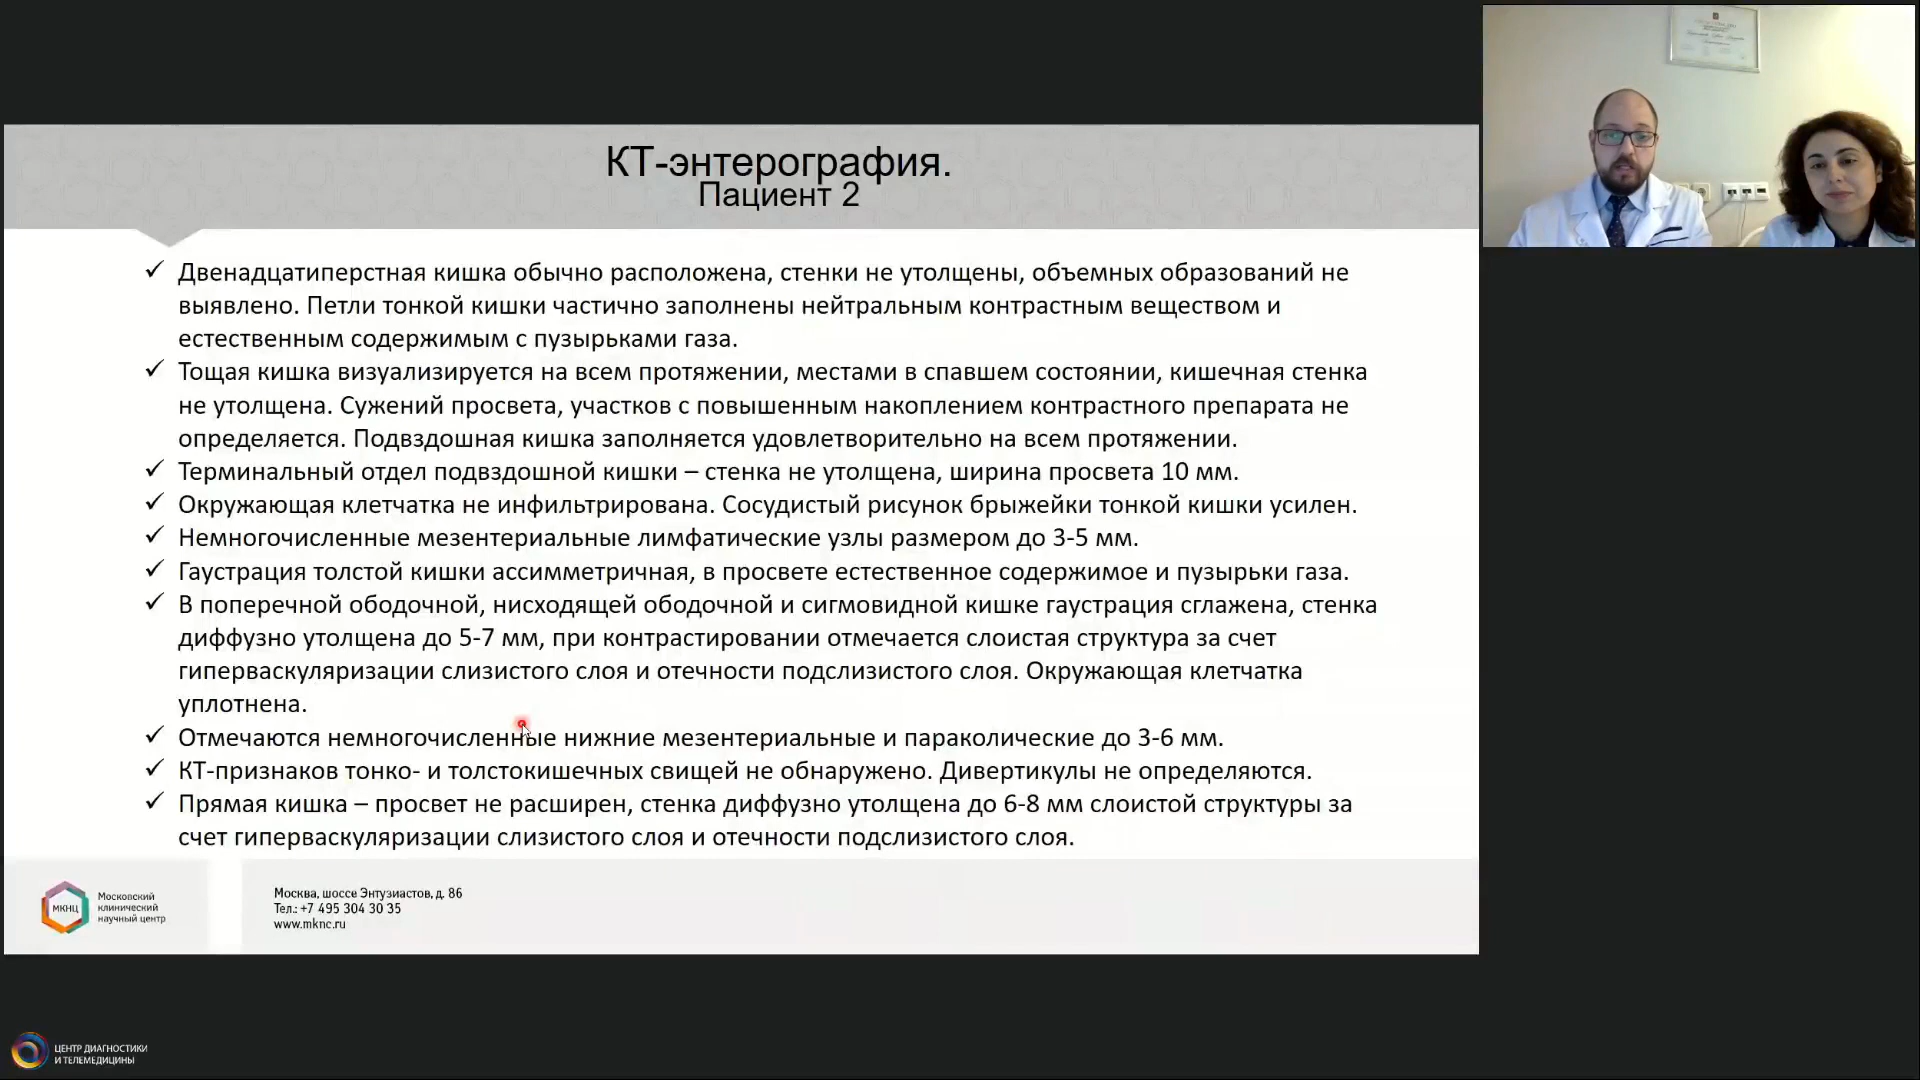 КТ-энтерография.
Пациент 2
Двенадцатиперстная кишка обычно расположена, стенки не утолщены, объемных образований не
выявлено. Петли тонкой кишки частично заполнены нейтральным контрастным веществом и
естественным содержимым с пузырьками газа.
Тощая кишка визуализируется на всем протяжении, местами в спавшем состоянии, кишечная стенка
не утолщена. Сужений просвета, участков с повышенным накоплением контрастного препарата не
определяется. Подвздошная кишка заполняется удовлетворительно на всем протяжении.
Терминальный отдел подвздошной кишки – стенка не утолщена, ширина просвета 10 мм.
Окружающая клетчатка не инфильтрирована. Сосудистый рисунок брыжейки тонкой кишки усилен.
Немногочисленные мезентериальные лимфатические узлы размером до 3-5 мм.
Гаустрация толстой кишки ассимметричная, в просвете естественное содержимое и пузырьки газа.
В поперечной ободочной, нисходящей ободочной и сигмовидной кишке гаустрация сглажена, стенка
диффузно утолщена до 5-7 мм, при контрастировании отмечается слоистая структура за счет
гиперваскуляризации слизистого слоя и отечности подслизистого слоя. Окружающая клетчатка
уплотнена.
Отмечаются немногочисленные нижние мезентериальные и параколические до 3-6 мм.
КТ-признаков тонко- и толстокишечных свищей не обнаружено. Дивертикулы не определяются.
Прямая кишка – просвет не расширен, стенка диффузно утолщена до 6-8 мм слоистой структуры за
счет гиперваскуляризации слизистого слоя и отечности подслизистого слоя.
МКНЦ
Московский
клинический
научный центр
Москва, шоссе Энтузиастов, д. 86
Тел.: +7 495 304 30 35
www.mknc.ru
ЦЕНТР ДИАГНОСТИКИ
И ТЕЛЕМЕДИЦИНЫ